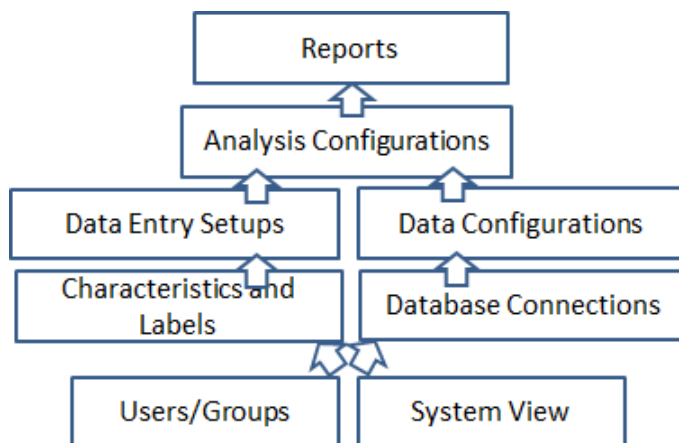 Reports
Analysis Configurations
Data Entry Setups
Data Configurations
Characteristics and
Labels
Database Connections
Users/Groups
System View